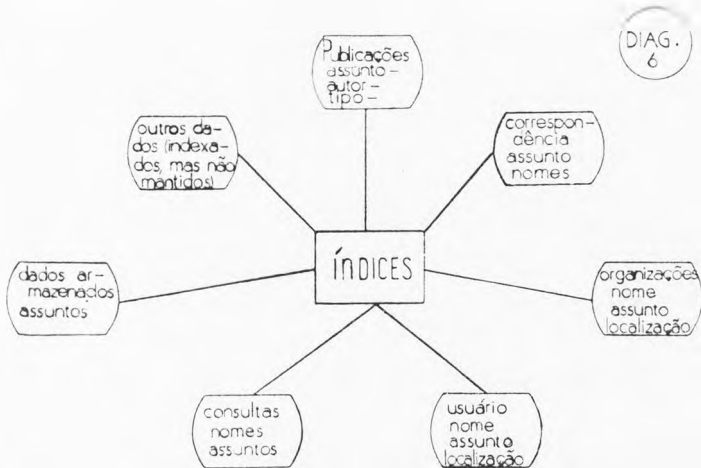 DIAG.
6
Publicações
assunto-
autor-
tipo-
outros da-
dos (indexa-
dos, mas não
mantidos)
correspon-
dência
assunto
nomes
ÍNDICES
dados ar-
mazenados
assuntos
organizações
nome
assunto
localização
consultas
nomes
assuntos
usuário
nome
assunto
localização